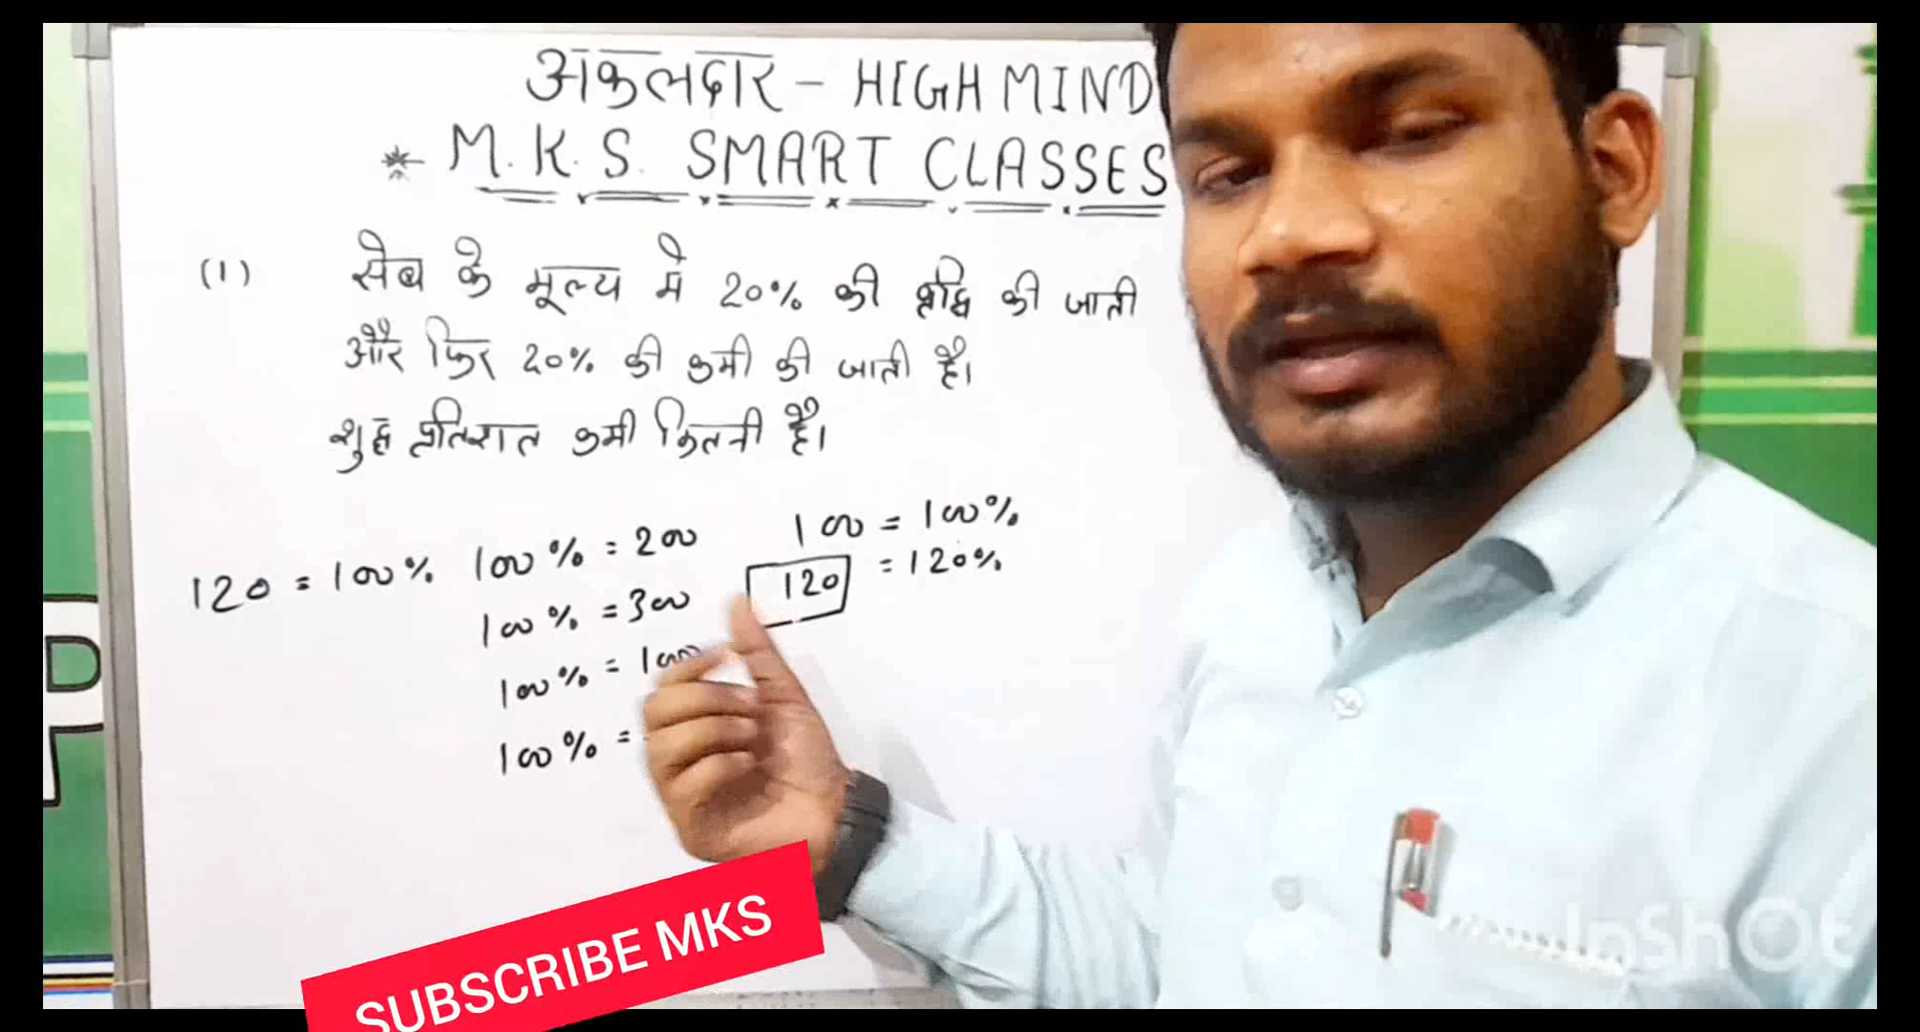 अकलदार - HIGH MIND
* M.K.S. SMART CLASSES
(1) सेब के मूल्य मे 20% की वृद्धि की जाती
और फिर 20% की कमी की जाती है।
शुद्ध प्रतिशत कमी कितनी है।
120 = 100% 100% = 200 100 = 100%
100% = 300 120 = 120%
100% = 100
100% =
SUBSCRIBE MKS
InShOt
P